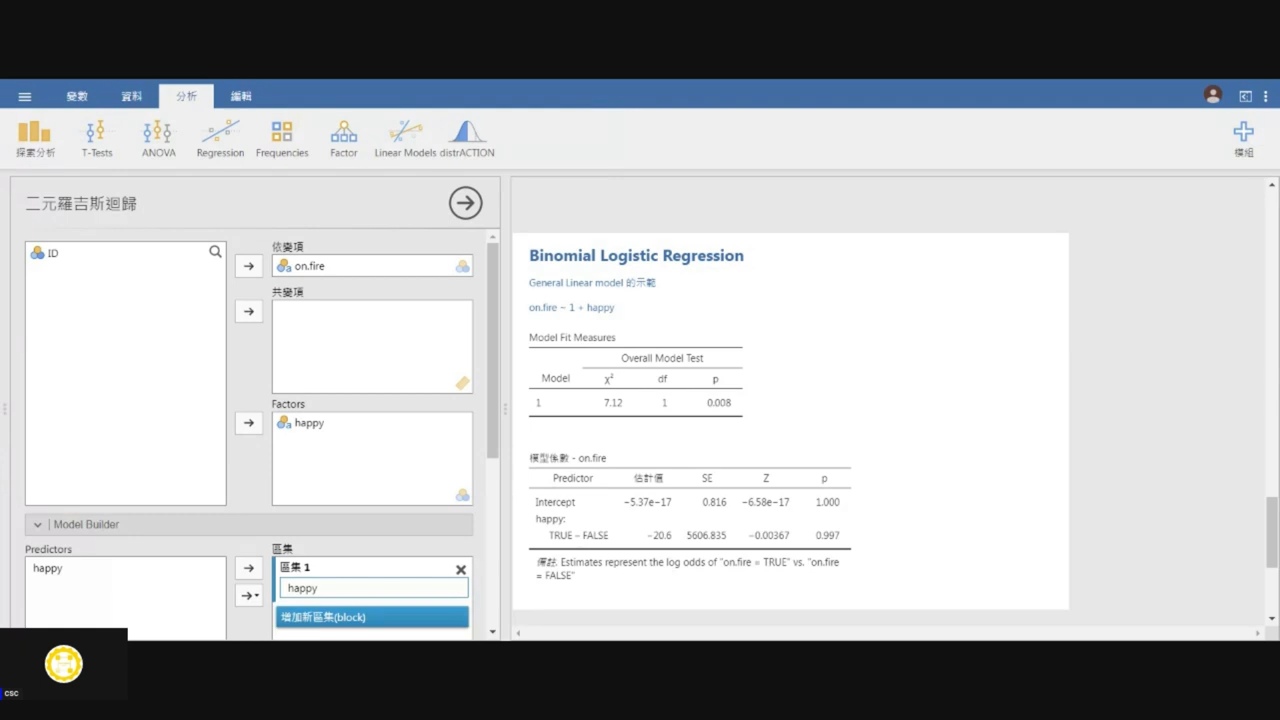 變數 資料 分析 編輯
探索分析 T-Tests ANOVA Regression Frequencies Factor Linear Models distrACTION 模組
二元羅吉斯迴歸
ID
依變項
on.fire
共變項
Factors
happy
Model Builder
Predictors
happy
區集
區集 1
happy
增加新區集(block)
Binomial Logistic Regression
General Linear model 的示範
on.fire ~ 1 + happy
Model Fit Measures
Overall Model Test
Model χ² df p
1 7.12 1 0.008
模型係數 - on.fire
Predictor 估計值 SE Z p
Intercept −5.37e−17 0.816 −6.58e−17 1.000
happy:
TRUE – FALSE −20.6 5606.835 −0.00367 0.997
備註. Estimates represent the log odds of "on.fire = TRUE" vs. "on.fire
= FALSE"
csc